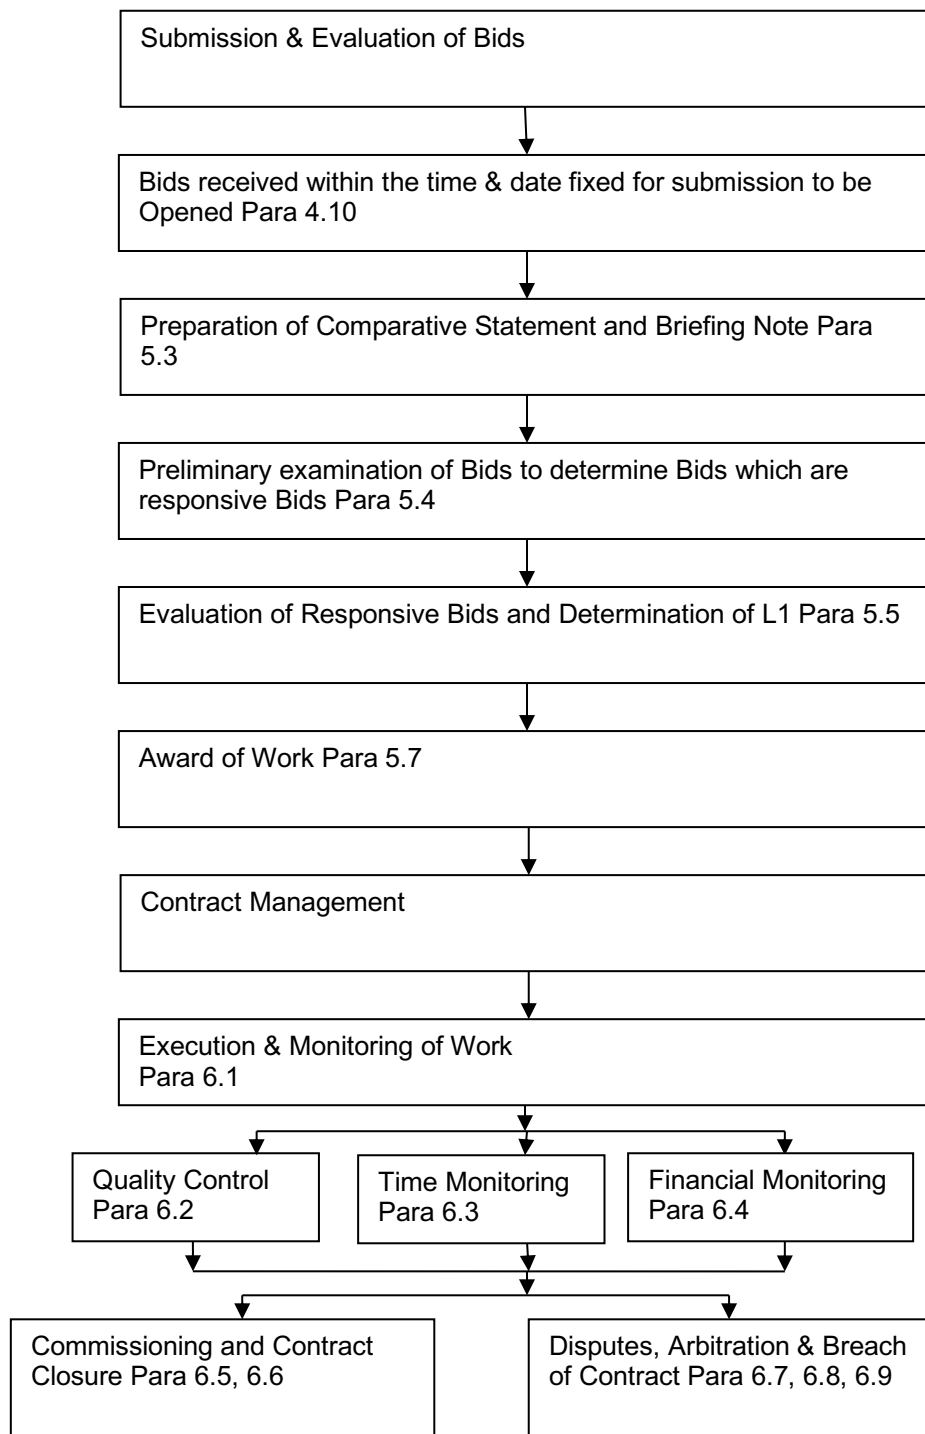 Submission & Evaluation of Bids
Bids received within the time & date fixed for submission to be
Opened Para 4.10
Preparation of Comparative Statement and Briefing Note Para
5.3
Preliminary examination of Bids to determine Bids which are
responsive Bids Para 5.4
Evaluation of Responsive Bids and Determination of L1 Para 5.5
Award of Work Para 5.7
Contract Management
Execution & Monitoring of Work
Para 6.1
Quality Control
Para 6.2
Time Monitoring
Para 6.3
Financial Monitoring
Para 6.4
Commissioning and Contract
Closure Para 6.5, 6.6
Disputes, Arbitration & Breach
of Contract Para 6.7, 6.8, 6.9